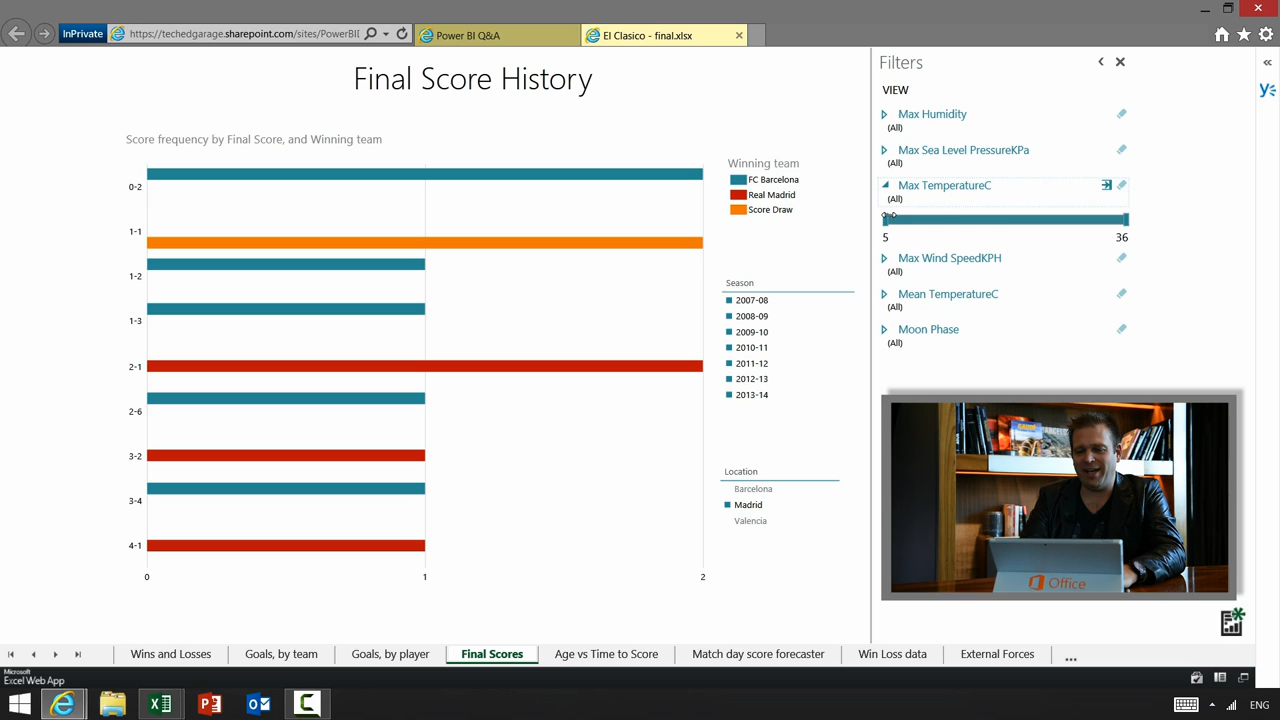 InPrivate
https://techedgarage.sharepoint.com/sites/PowerBI
Power BI Q&A
El Clasico - final.xlsx
Final Score History
Score frequency by Final Score, and Winning team
0-2
1-1
1-2
1-3
2-1
2-6
3-2
3-4
4-1
0
1
2
Winning team
FC Barcelona
Real Madrid
Score Draw
Season
2007-08
2008-09
2009-10
2010-11
2011-12
2012-13
2013-14
Location
Barcelona
Madrid
Valencia
Filters
VIEW
Max Humidity
(All)
Max Sea Level PressureKPa
(All)
Max TemperatureC
(All)
5
36
Max Wind SpeedKPH
(All)
Mean TemperatureC
(All)
Moon Phase
(All)
BARCELONA
Office
Wins and Losses
Goals, by team
Goals, by player
Final Scores
Age vs Time to Score
Match day score forecaster
Win Loss data
External Forces
...
Microsoft
Excel Web App
ENG